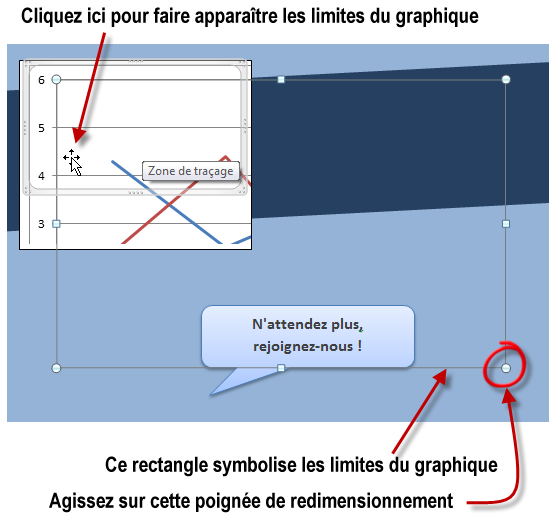 Cliquez ici pour faire apparaître les limites du graphique
6
5
4
Zone de traçage
3
N'attendez plus,
rejoignez-nous !
Ce rectangle symbolise les limites du graphique
Agissez sur cette poignée de redimensionnement